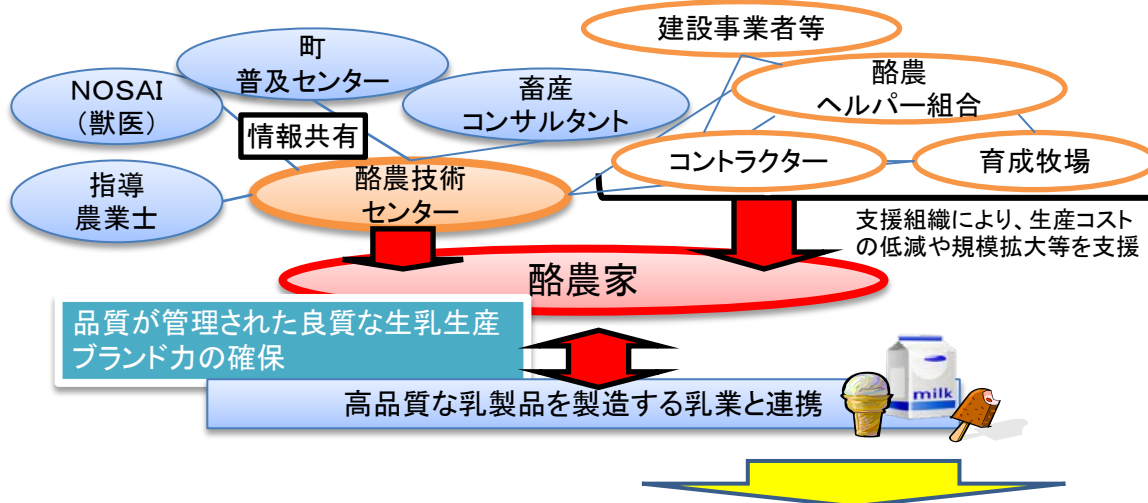 建設事業者等
町
普及センター
酪農
ヘルパー組合
NOSAI
（獣医）
畜産
コンサルタント
情報共有
コントラクター
育成牧場
指導
農業士
酪農技術
センター
支援組織により、生産コスト
の低減や規模拡大等を支援
酪農家
品質が管理された良質な生乳生産
ブランド力の確保
高品質な乳製品を製造する乳業と連携
milk